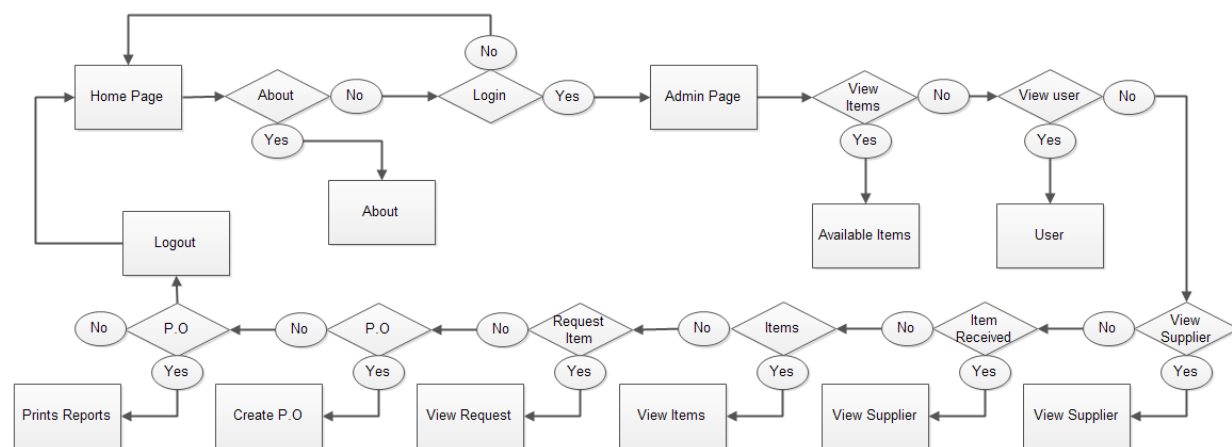 No
Home Page
About
No
Login
Yes
Admin Page
View
Items
No
View user
No
Yes
Yes
Yes
About
Available Items
User
Logout
No
P.O
No
P.O
No
Request
Item
No
Items
No
Item
Received
No
View
Supplier
Yes
Yes
Yes
Yes
Yes
Yes
Prints Reports
Create P.O
View Request
View Items
View Supplier
View Supplier